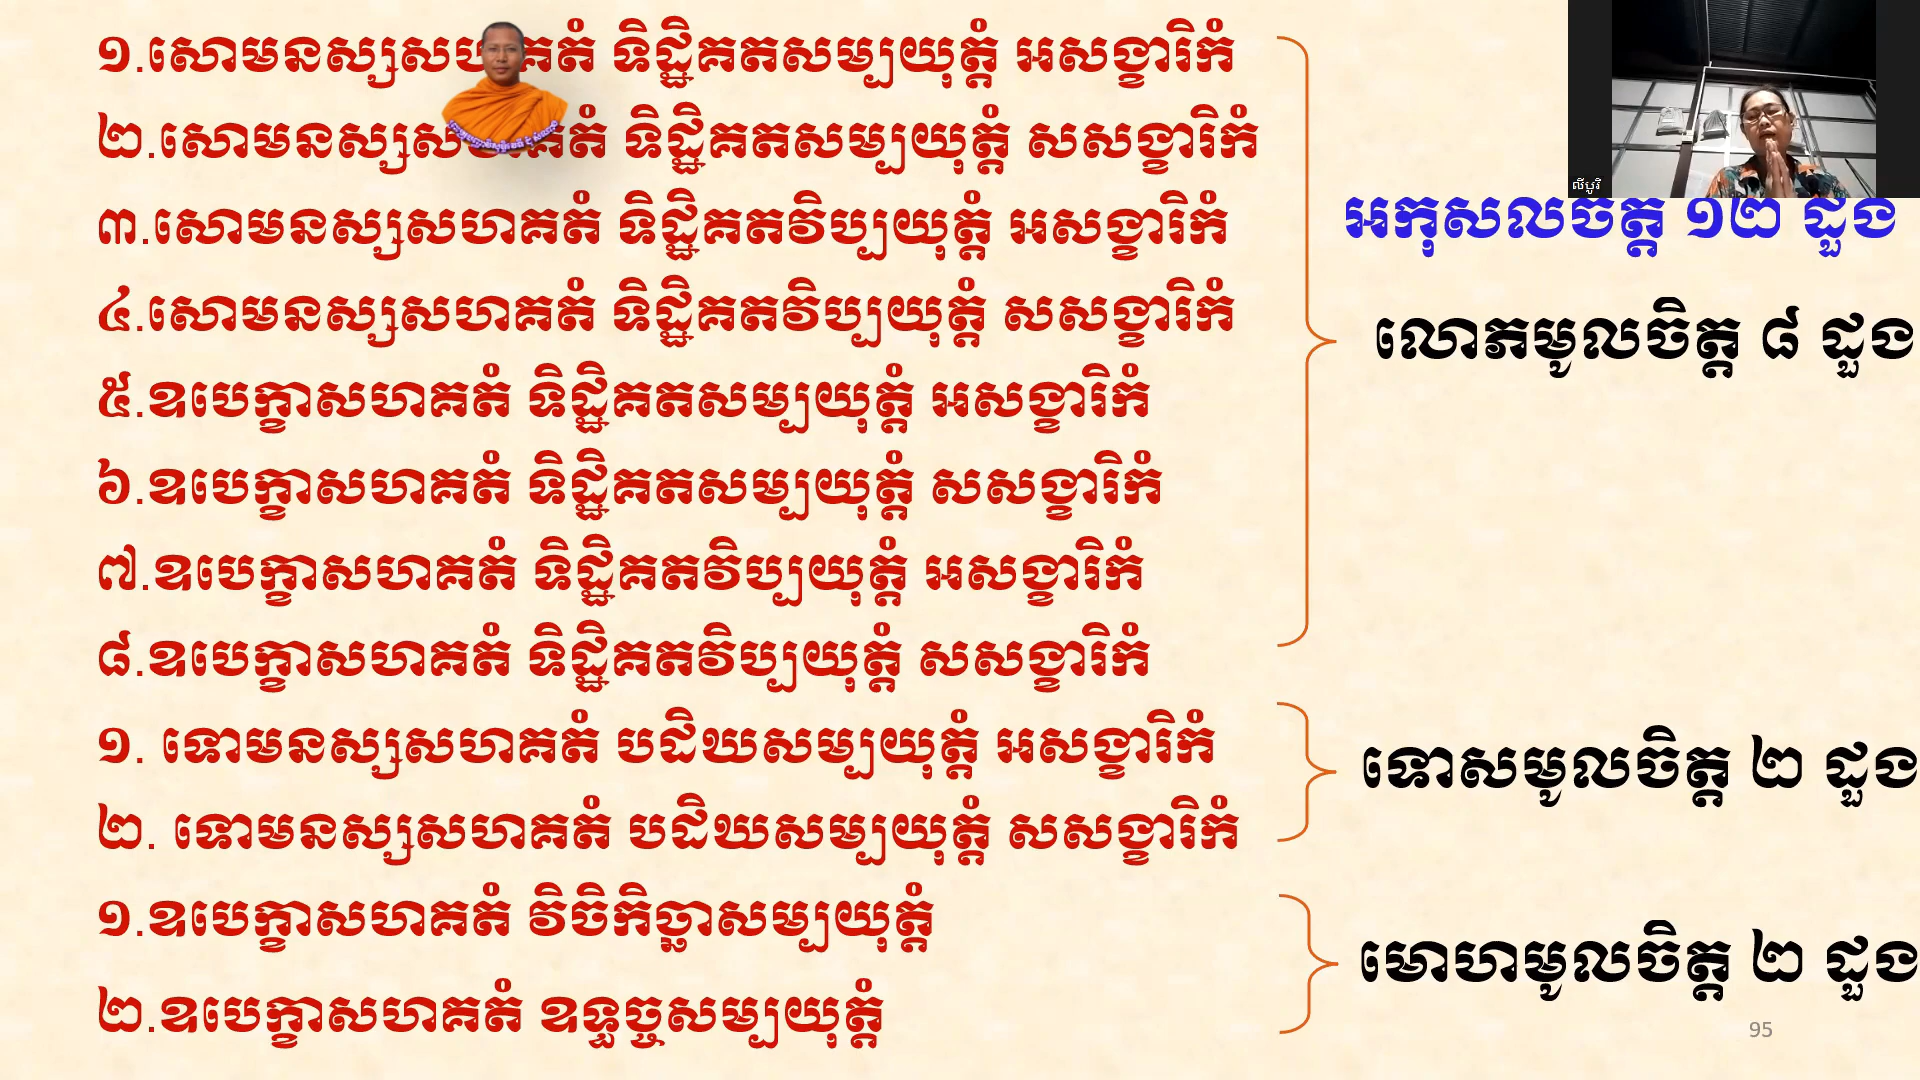 ១.សោមនស្សសហគតំ ទិដ្ឋិគតសម្បយុត្តំ អសង្ខារិកំ
២.សោមនស្សសហគតំ ទិដ្ឋិគតសម្បយុត្តំ សសង្ខារិកំ
៣.សោមនស្សសហគតំ ទិដ្ឋិគតវិប្បយុត្តំ អសង្ខារិកំ
៤.សោមនស្សសហគតំ ទិដ្ឋិគតវិប្បយុត្តំ សសង្ខារិកំ
៥.ឧបេក្ខាសហគតំ ទិដ្ឋិគតសម្បយុត្តំ អសង្ខារិកំ
៦.ឧបេក្ខាសហគតំ ទិដ្ឋិគតសម្បយុត្តំ សសង្ខារិកំ
៧.ឧបេក្ខាសហគតំ ទិដ្ឋិគតវិប្បយុត្តំ អសង្ខារិកំ
៨.ឧបេក្ខាសហគតំ ទិដ្ឋិគតវិប្បយុត្តំ សសង្ខារិកំ
១. ទោមនស្សសហគតំ បដិឃសម្បយុត្តំ អសង្ខារិកំ
២. ទោមនស្សសហគតំ បដិឃសម្បយុត្តំ សសង្ខារិកំ
១.ឧបេក្ខាសហគតំ វិចិកិច្ឆាសម្បយុត្តំ
២.ឧបេក្ខាសហគតំ ឧទ្ធច្ចសម្បយុត្តំ
លីបូរី
អកុសលចិត្ត ១២ ដួង
លោភមូលចិត្ត ៨ ដួង
ទោសមូលចិត្ត ២ ដួង
មោហមូលចិត្ត ២ ដួង
95